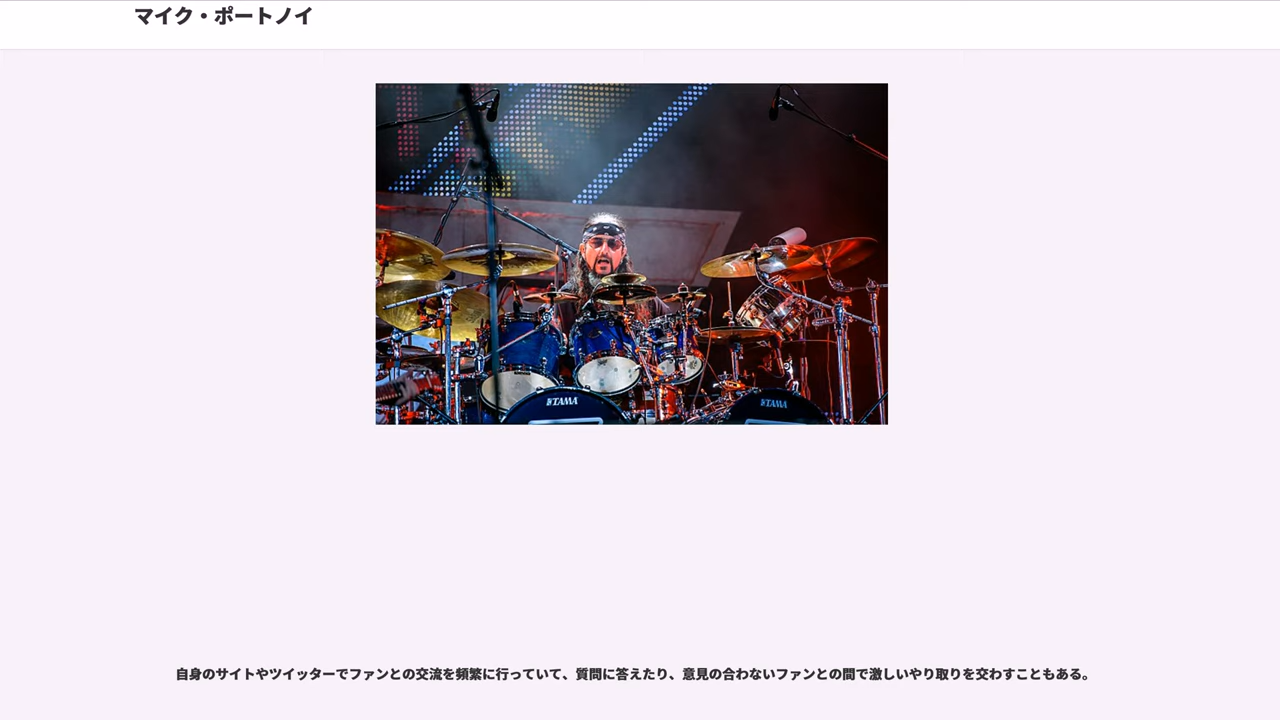 マイク・ポートノイ
TAMA
TAMA
自身のサイトやツイッターでファンとの交流を頻繁に行っていて、質問に答えたり、意見の合わないファンとの間で激しいやり取りを交わすこともある。